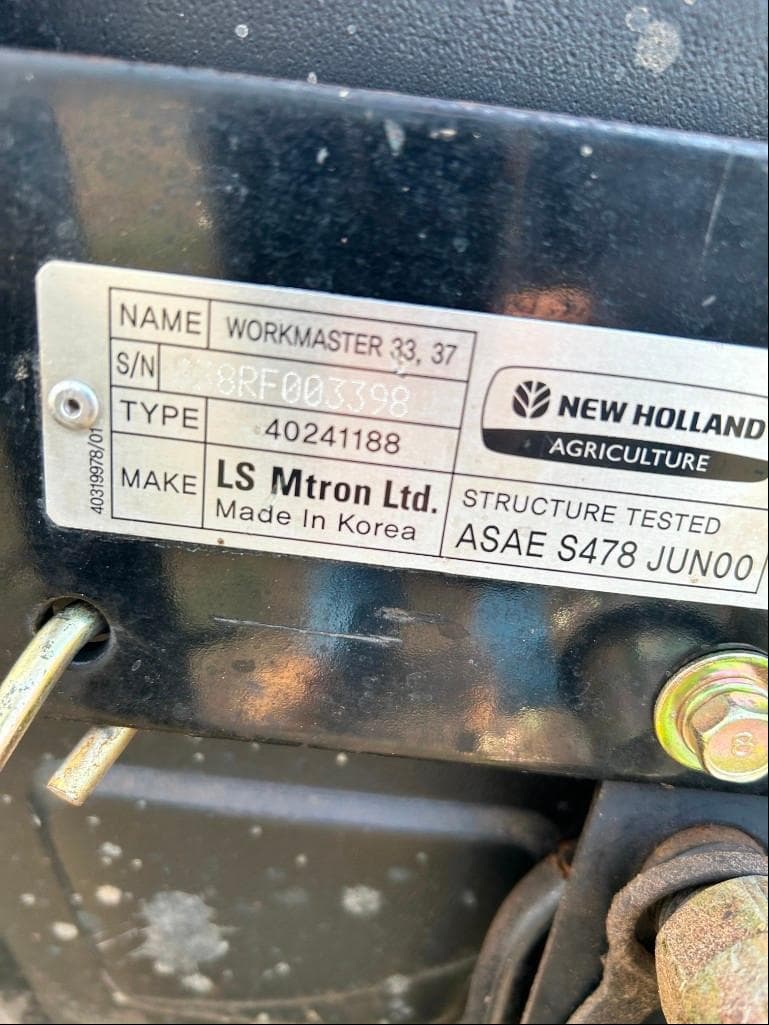 NAME WORKMASTER 33, 37
S/N
TYPE 40241188
MAKE LS Mtron Ltd.
Made In Korea
40319978/01
NEW HOLLAND
AGRICULTURE
STRUCTURE TESTED
ASAE S478 JUN00
8